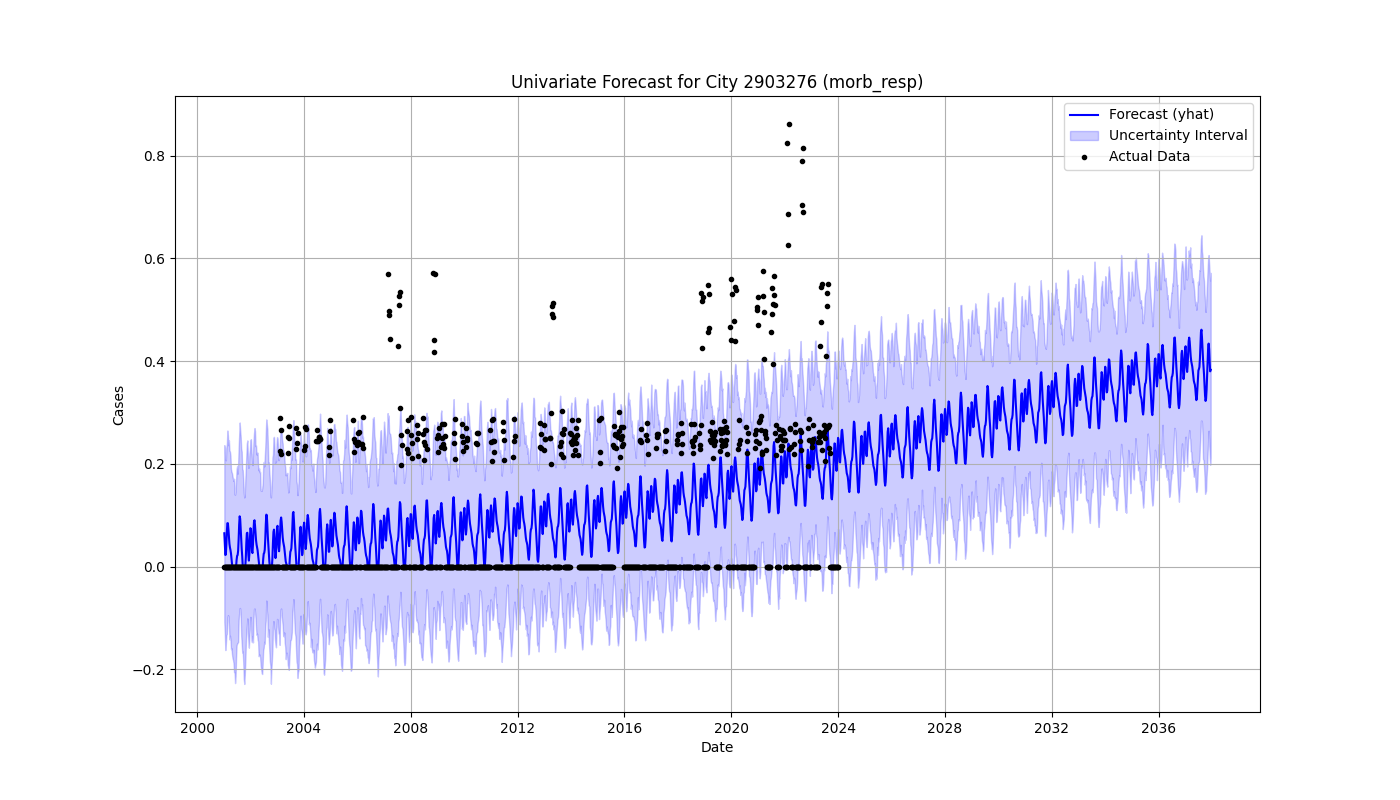 Univariate Forecast for City 2903276 (morb_resp)
Forecast (yhat)
Uncertainty Interval
Actual Data
Cases
0.8
0.6
0.4
0.2
0.0
−0.2
2000 2004 2008 2012 2016 2020 2024 2028 2032 2036
Date